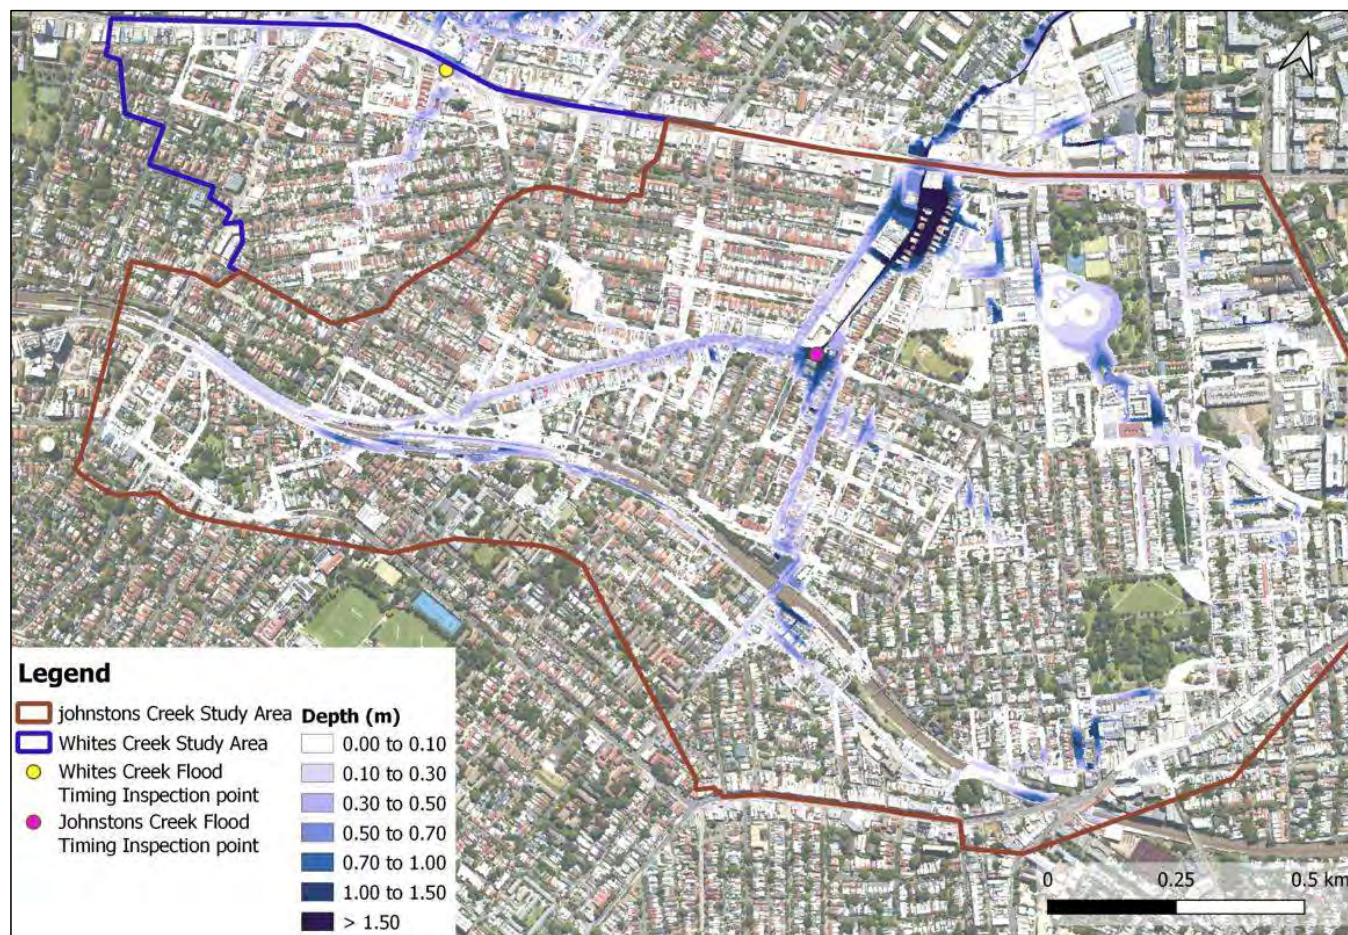 Legend
johnstons Creek Study Area
Whites Creek Study Area
Whites Creek Flood
Timing Inspection point
Johnstons Creek Flood
Timing Inspection point
Depth (m)
0.00 to 0.10
0.10 to 0.30
0.30 to 0.50
0.50 to 0.70
0.70 to 1.00
1.00 to 1.50
> 1.50
0 0.25 0.5 km